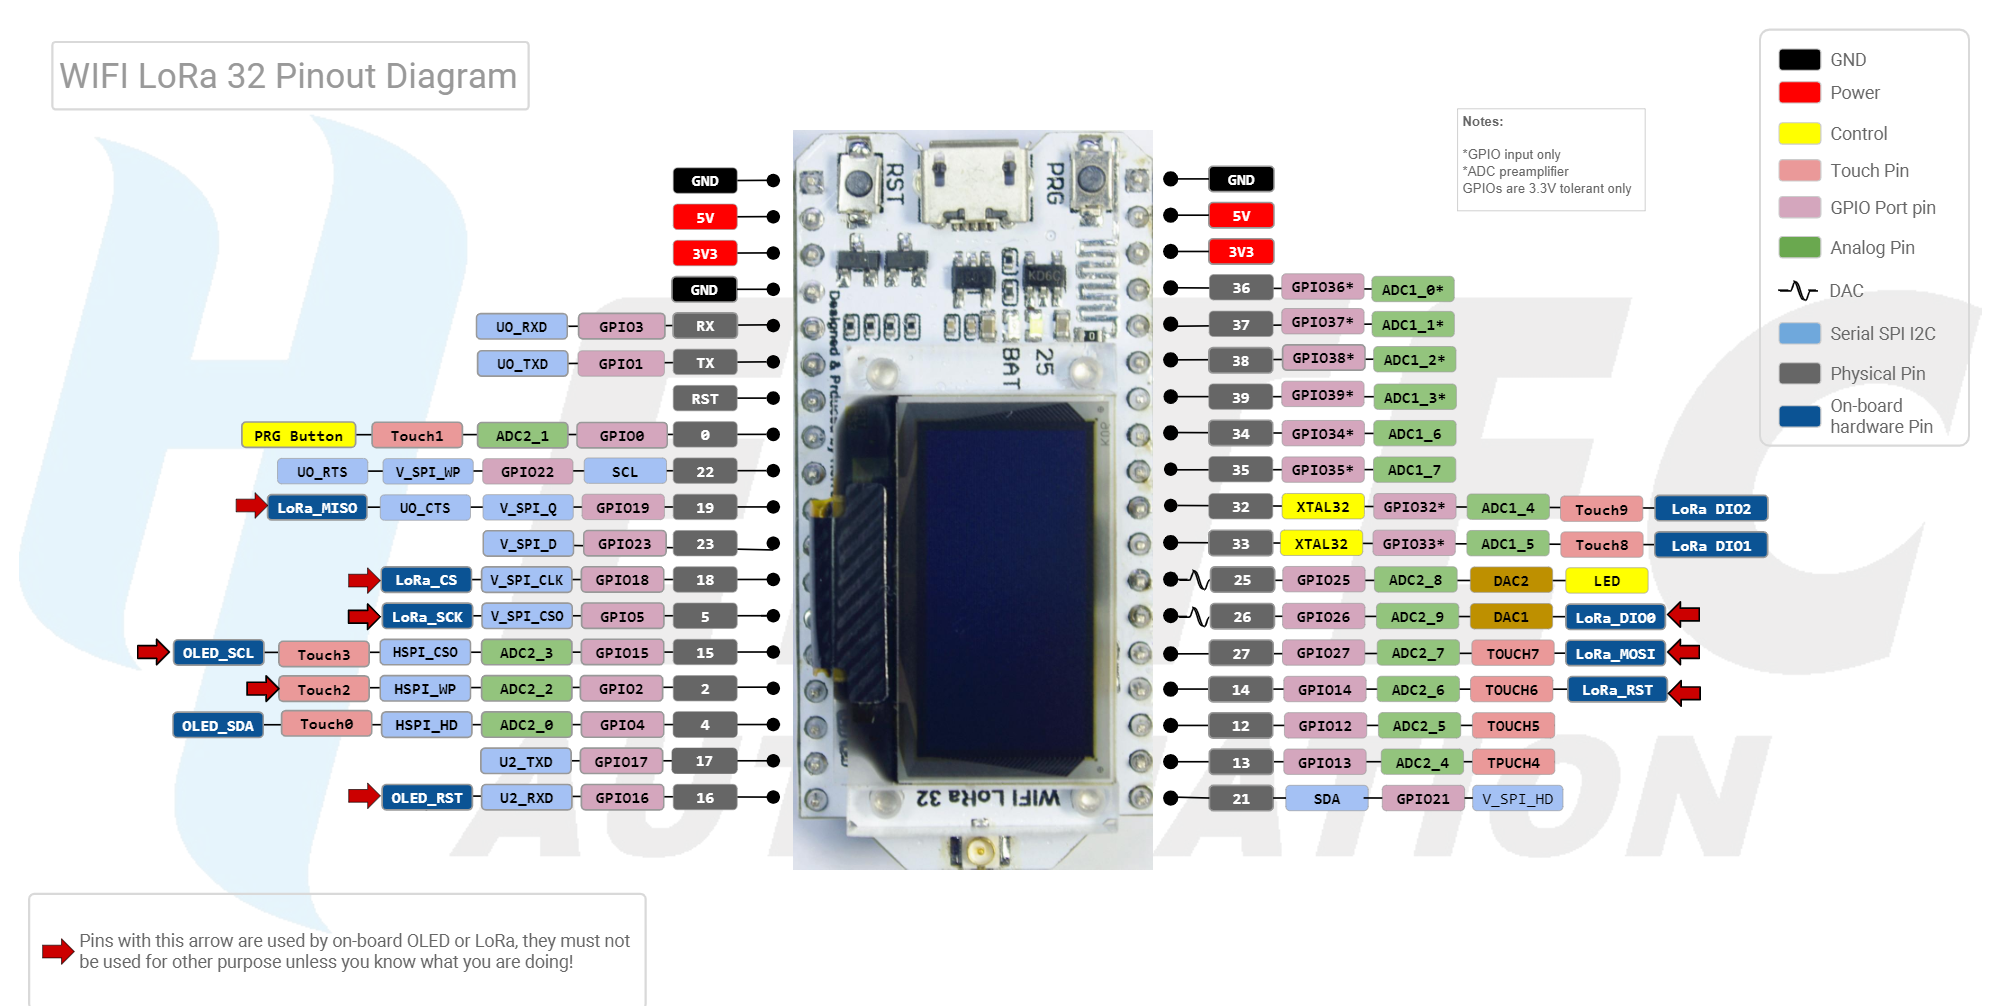 WIFI LoRa 32 Pinout Diagram
GND
Power
Control
Touch Pin
GPIO Port pin
Analog Pin
DAC
Serial SPI I2C
Physical Pin
On-board
hardware Pin
Notes:
*GPIO input only
*ADC preamplifier
GPIOs are 3.3V tolerant only
GND
5V
3V3
GND
U0_RXD GPIO3 RX
U0_TXD GPIO1 TX
RST
PRG Button Touch1 ADC2_1 GPIO0 0
U0_RTS V_SPI_WP GPIO22 SCL 22
LoRa_MISO U0_CTS V_SPI_Q GPIO19 19
V_SPI_D GPIO23 23
LoRa_CS V_SPI_CLK GPIO18 18
LoRa_SCK V_SPI_CSO GPIO5 5
OLED_SCL Touch3 HSPI_CSO ADC2_3 GPIO15 15
Touch2 HSPI_WP ADC2_2 GPIO2 2
OLED_SDA Touch0 HSPI_HD ADC2_0 GPIO4 4
U2_TXD GPIO17 17
OLED_RST U2_RXD GPIO16 16
RST
PRG
KD6C
BAT
25
Designed &
WIFI LoRa 32
GND
5V
3V3
36 GPIO36* ADC1_0*
37 GPIO37* ADC1_1*
38 GPIO38* ADC1_2*
39 GPIO39* ADC1_3*
34 GPIO34* ADC1_6
35 GPIO35* ADC1_7
32 XTAL32 GPIO32* ADC1_4 Touch9 LoRa DIO2
33 XTAL32 GPIO33* ADC1_5 Touch8 LoRa DIO1
25 GPIO25 ADC2_8 DAC2 LED
26 GPIO26 ADC2_9 DAC1 LoRa_DIO0
27 GPIO27 ADC2_7 TOUCH7 LoRa_MOSI
14 GPIO14 ADC2_6 TOUCH6 LoRa_RST
12 GPIO12 ADC2_5 TOUCH5
13 GPIO13 ADC2_4 TPUCH4
21 SDA GPIO21 V_SPI_HD
Pins with this arrow are used by on-board OLED or LoRa, they must not
be used for other purpose unless you know what you are doing!